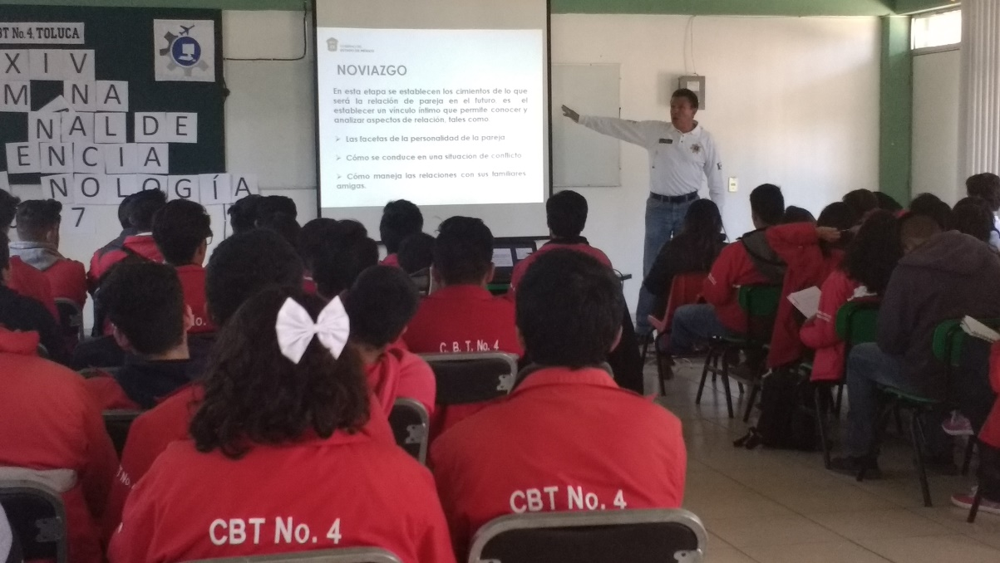 BT No. 4, TOLUCA
XIV
M NA
NAL DE
ENCIA
NOLOGÍA
7
GOBIERNO DEL
ESTADO DE MÉXICO
NOVIAZGO
En esta etapa se establecen los cimientos de lo que
será la relación de pareja en el futuro, es el
establecer un vínculo íntimo que permite conocer y
analizar aspectos de relación, tales como
➢ Las facetas de la personalidad de la pareja
➢ Cómo se conduce en una situacion de conflicto
➢ Cómo maneja las relaciones con sus familiares
amigas.
C. B. T. No. 4
CBT No. 4
CBT No. 4